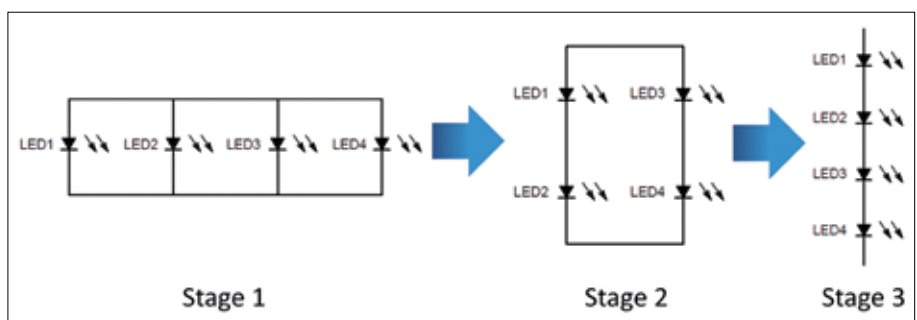 LED1 LED2 LED3 LED4
Stage 1
LED1 LED3
LED2 LED4
Stage 2
LED1
LED2
LED3
LED4
Stage 3